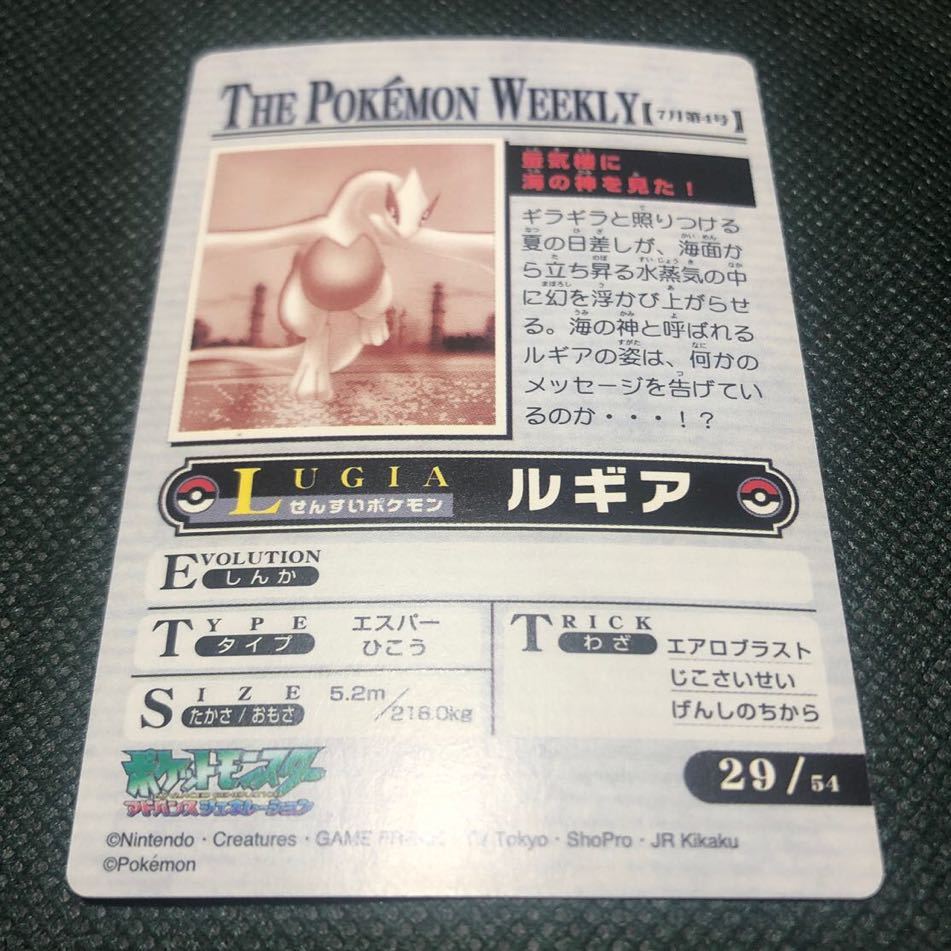 THE POKÉMON WEEKLY【7月第4号】
蜃気楼に
海の神を見た！
ギラギラと照りつける
夏の日差しが、海面か
ら立ち昇る水蒸気の中
に幻を浮かび上がらせ
る。海の神と呼ばれる
ルギアの姿は、何かの
メッセージを告げてい
るのか・・・！？
LUGIA
せんすいポケモン
ルギア
EVOLUTION
しんか
TYPE
タイプ
エスパー
ひこう
TRICK
わざ
エアロブラスト
じこさいせい
げんしのちから
SIZE
たかさ/おもさ
5.2m/216.0kg
ポケットモンスター
ADVANCED GENERATION
アドバンスジェネレーション
29/54
©Nintendo・Creatures・GAME FREAK・TV Tokyo・ShoPro・JR Kikaku
©Pokémon